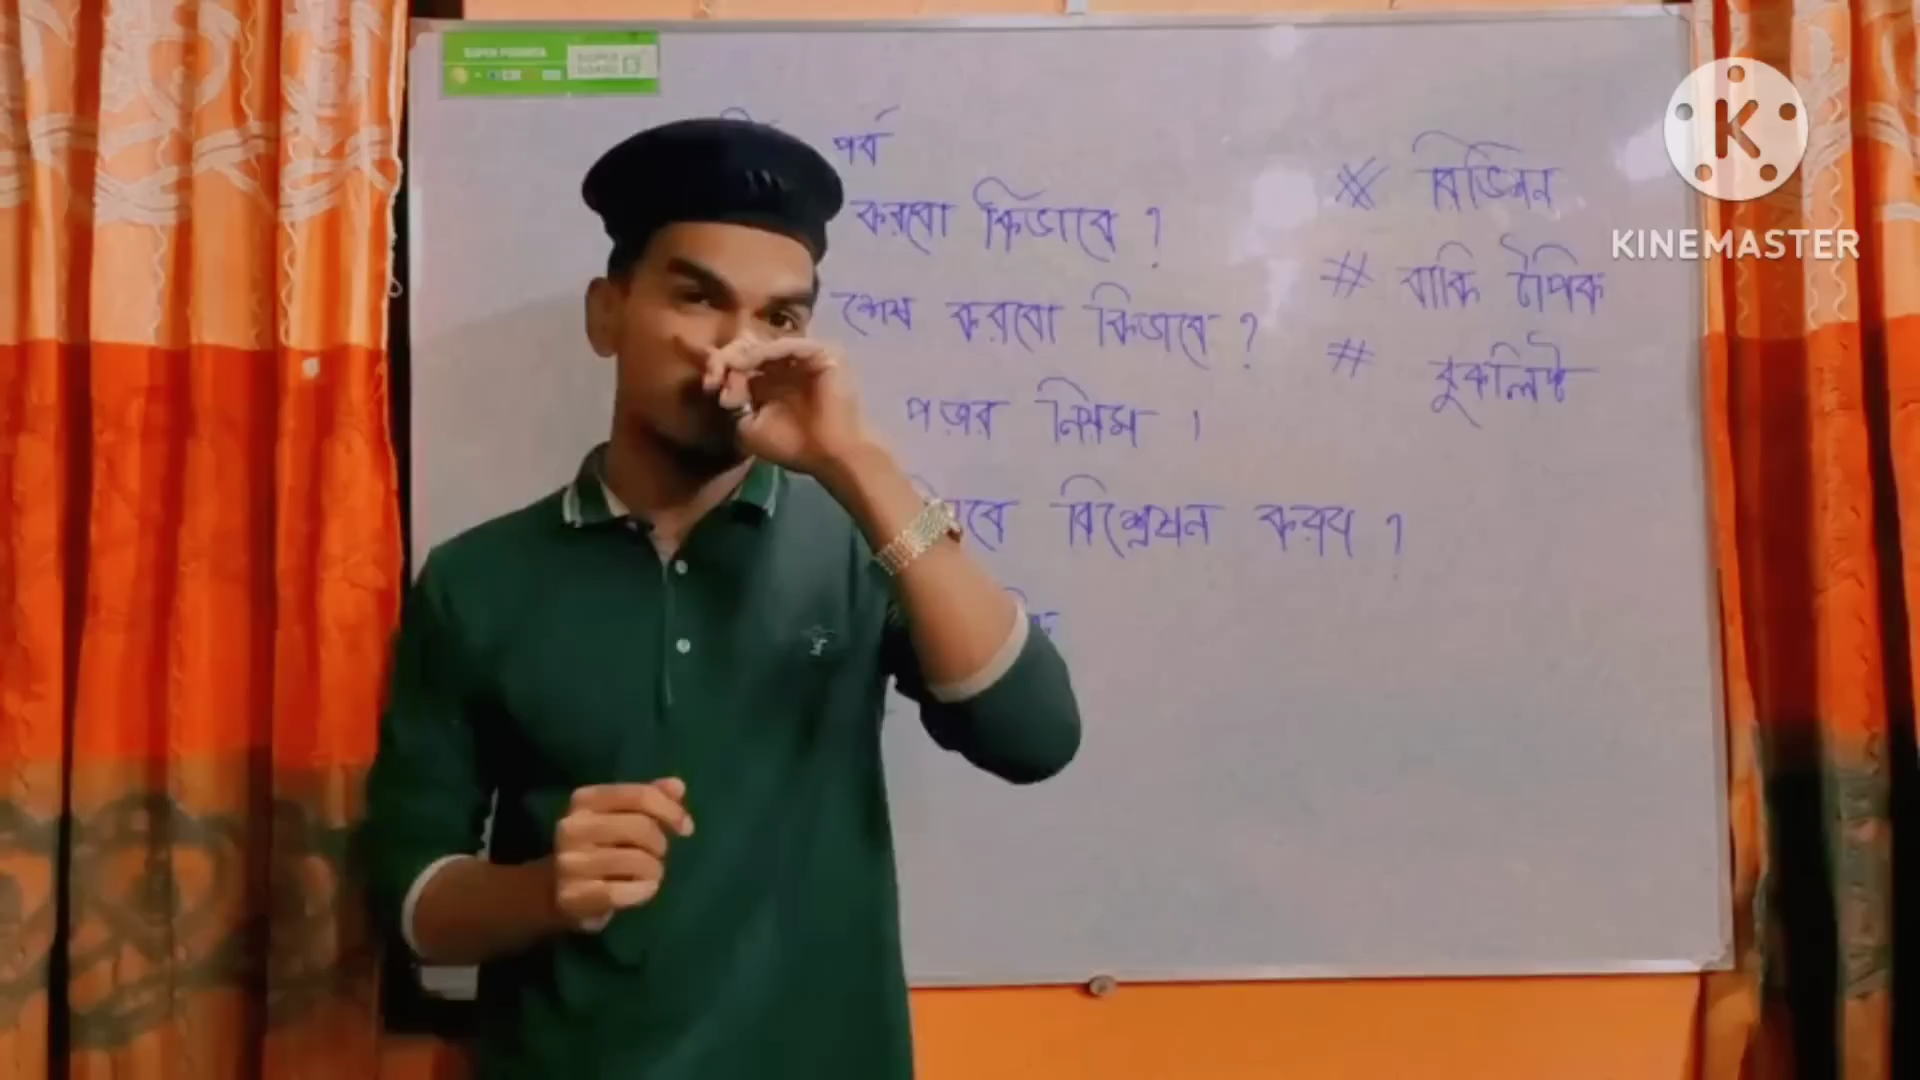 পর্ব
করবো কিভাবে ?
শেষ করবো কিভাবে ?
পড়ার নিয়ম ।
বিশ্লেষন করব ?
# রিভিশন
# বাকি টপিক
# বুকলিষ্ট
KINEMASTER